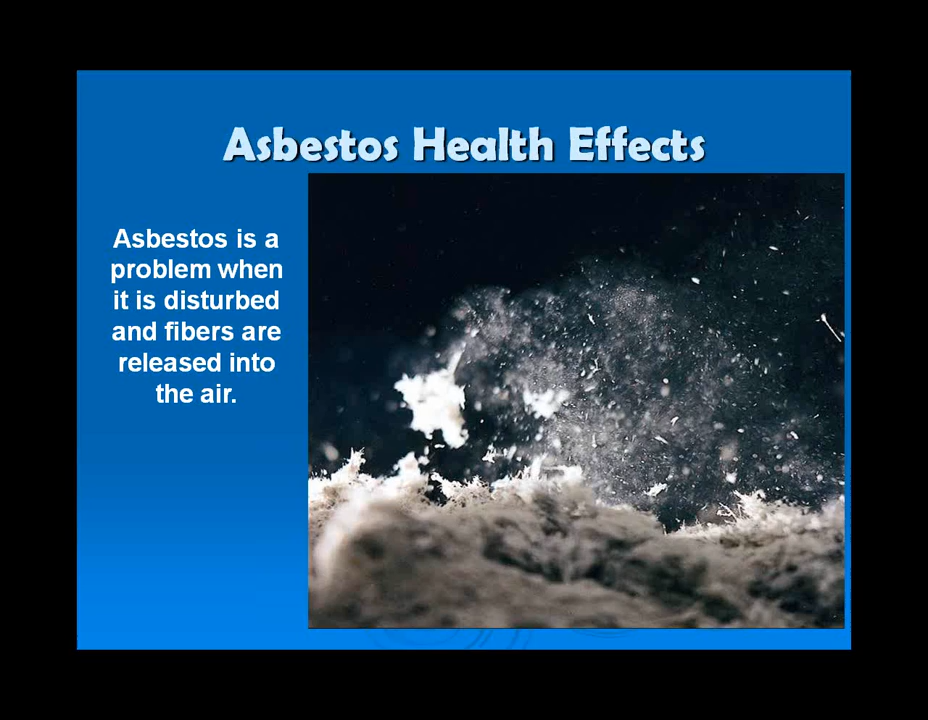 Asbestos Health Effects
Asbestos is a
problem when
it is disturbed
and fibers are
released into
the air.